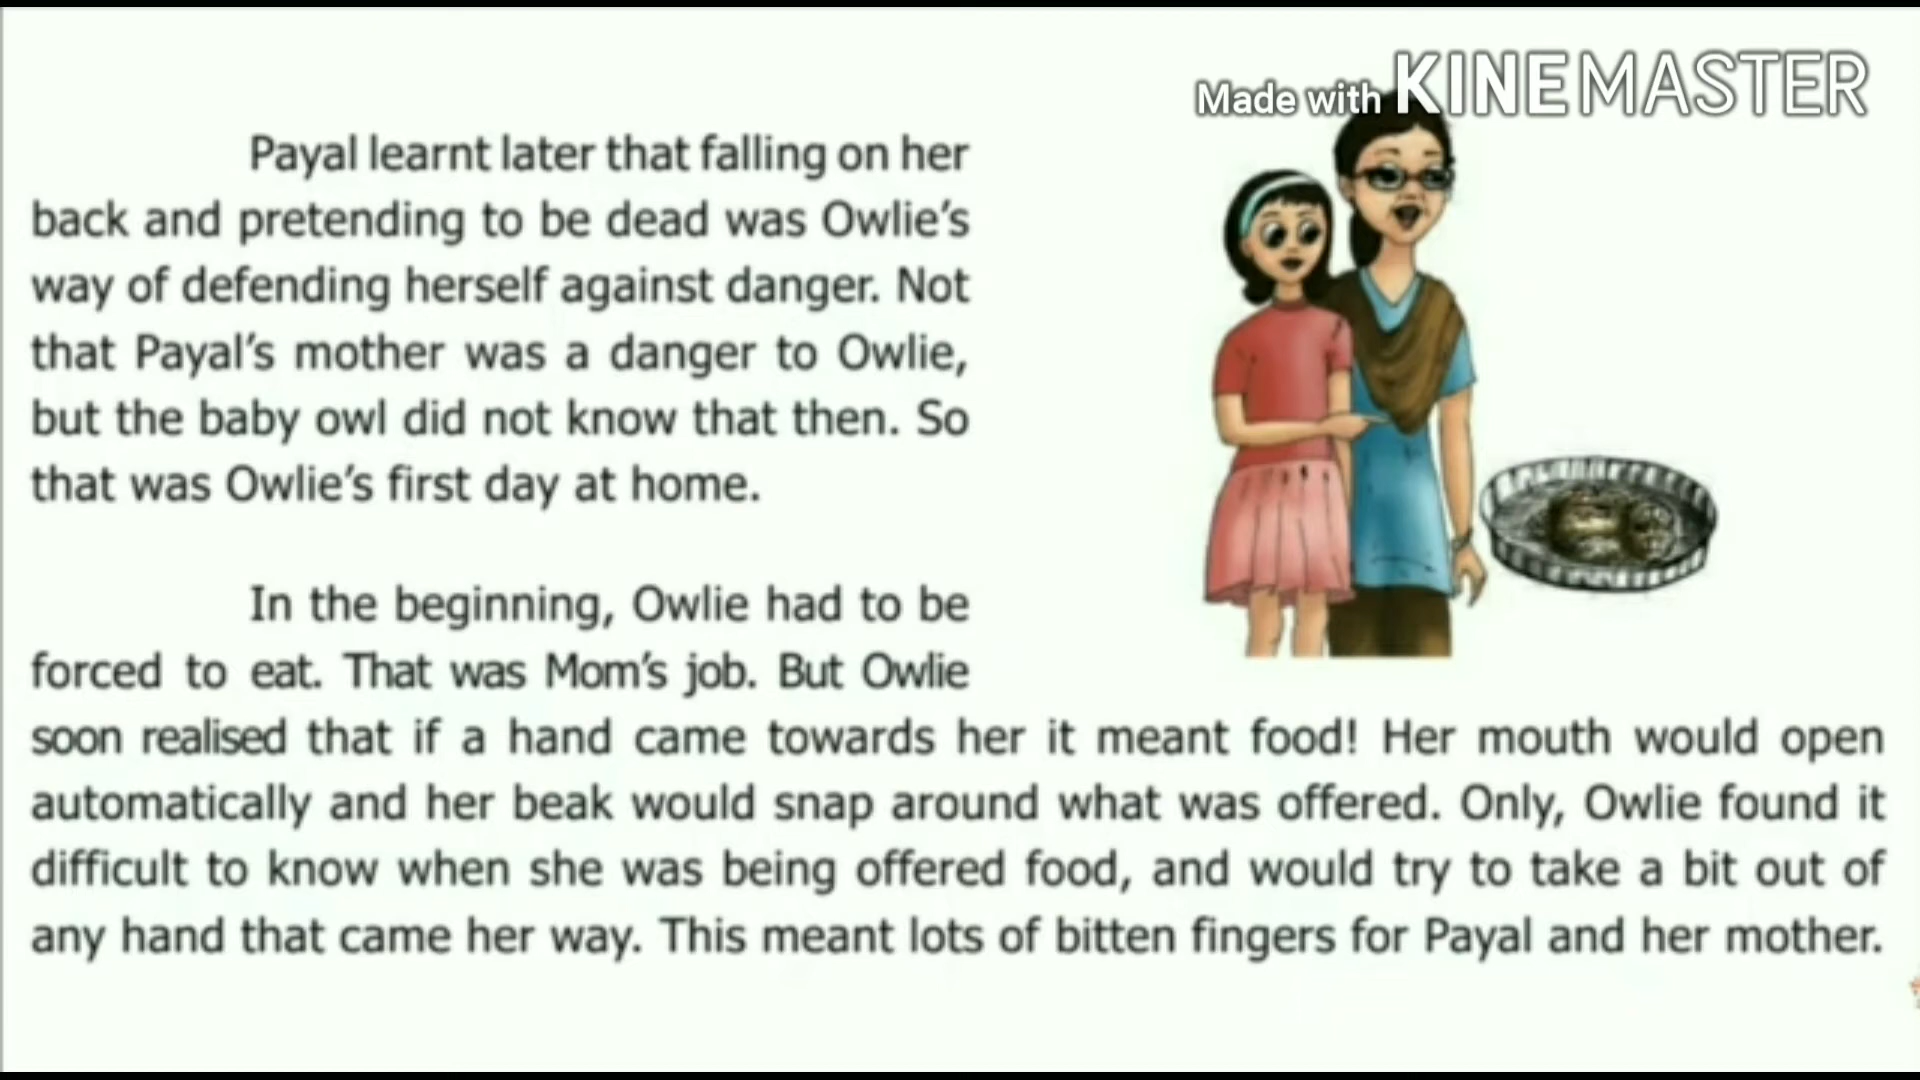 Made with KINEMASTER
Payal learnt later that falling on her
back and pretending to be dead was Owlie's
way of defending herself against danger. Not
that Payal's mother was a danger to Owlie,
but the baby owl did not know that then. So
that was Owlie's first day at home.
In the beginning, Owlie had to be
forced to eat. That was Mom's job. But Owlie
soon realised that if a hand came towards her it meant food! Her mouth would open
automatically and her beak would snap around what was offered. Only, Owlie found it
difficult to know when she was being offered food, and would try to take a bit out of
any hand that came her way. This meant lots of bitten fingers for Payal and her mother.